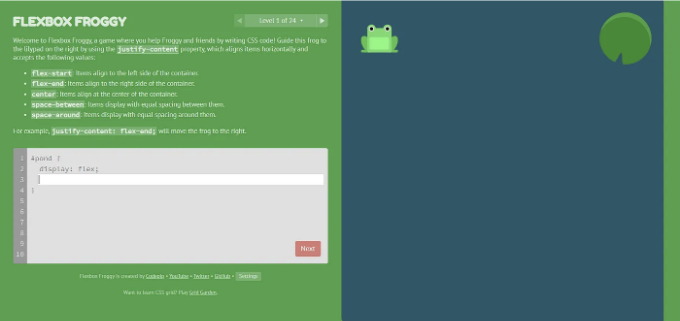 FLEXBOX FROGGY
◀ Level 1 of 24 ▾ ▶
Welcome to Flexbox Froggy, a game where you help Froggy and friends by writing CSS code! Guide this frog to
the lilypad on the right by using the justify-content property, which aligns items horizontally and
accepts the following values:
• flex-start: Items align to the left side of the container.
• flex-end: Items align to the right side of the container.
• center: Items align at the center of the container.
• space-between: Items display with equal spacing between them.
• space-around: Items display with equal spacing around them.
For example, justify-content: flex-end; will move the frog to the right.
1 #pond {
2 display: flex;
3
4 }
5
6
7
8
9
10
Next
Flexbox Froggy is created by Codepip • YouTube • Twitter • GitHub • Settings
Want to learn CSS grid? Play Grid Garden.